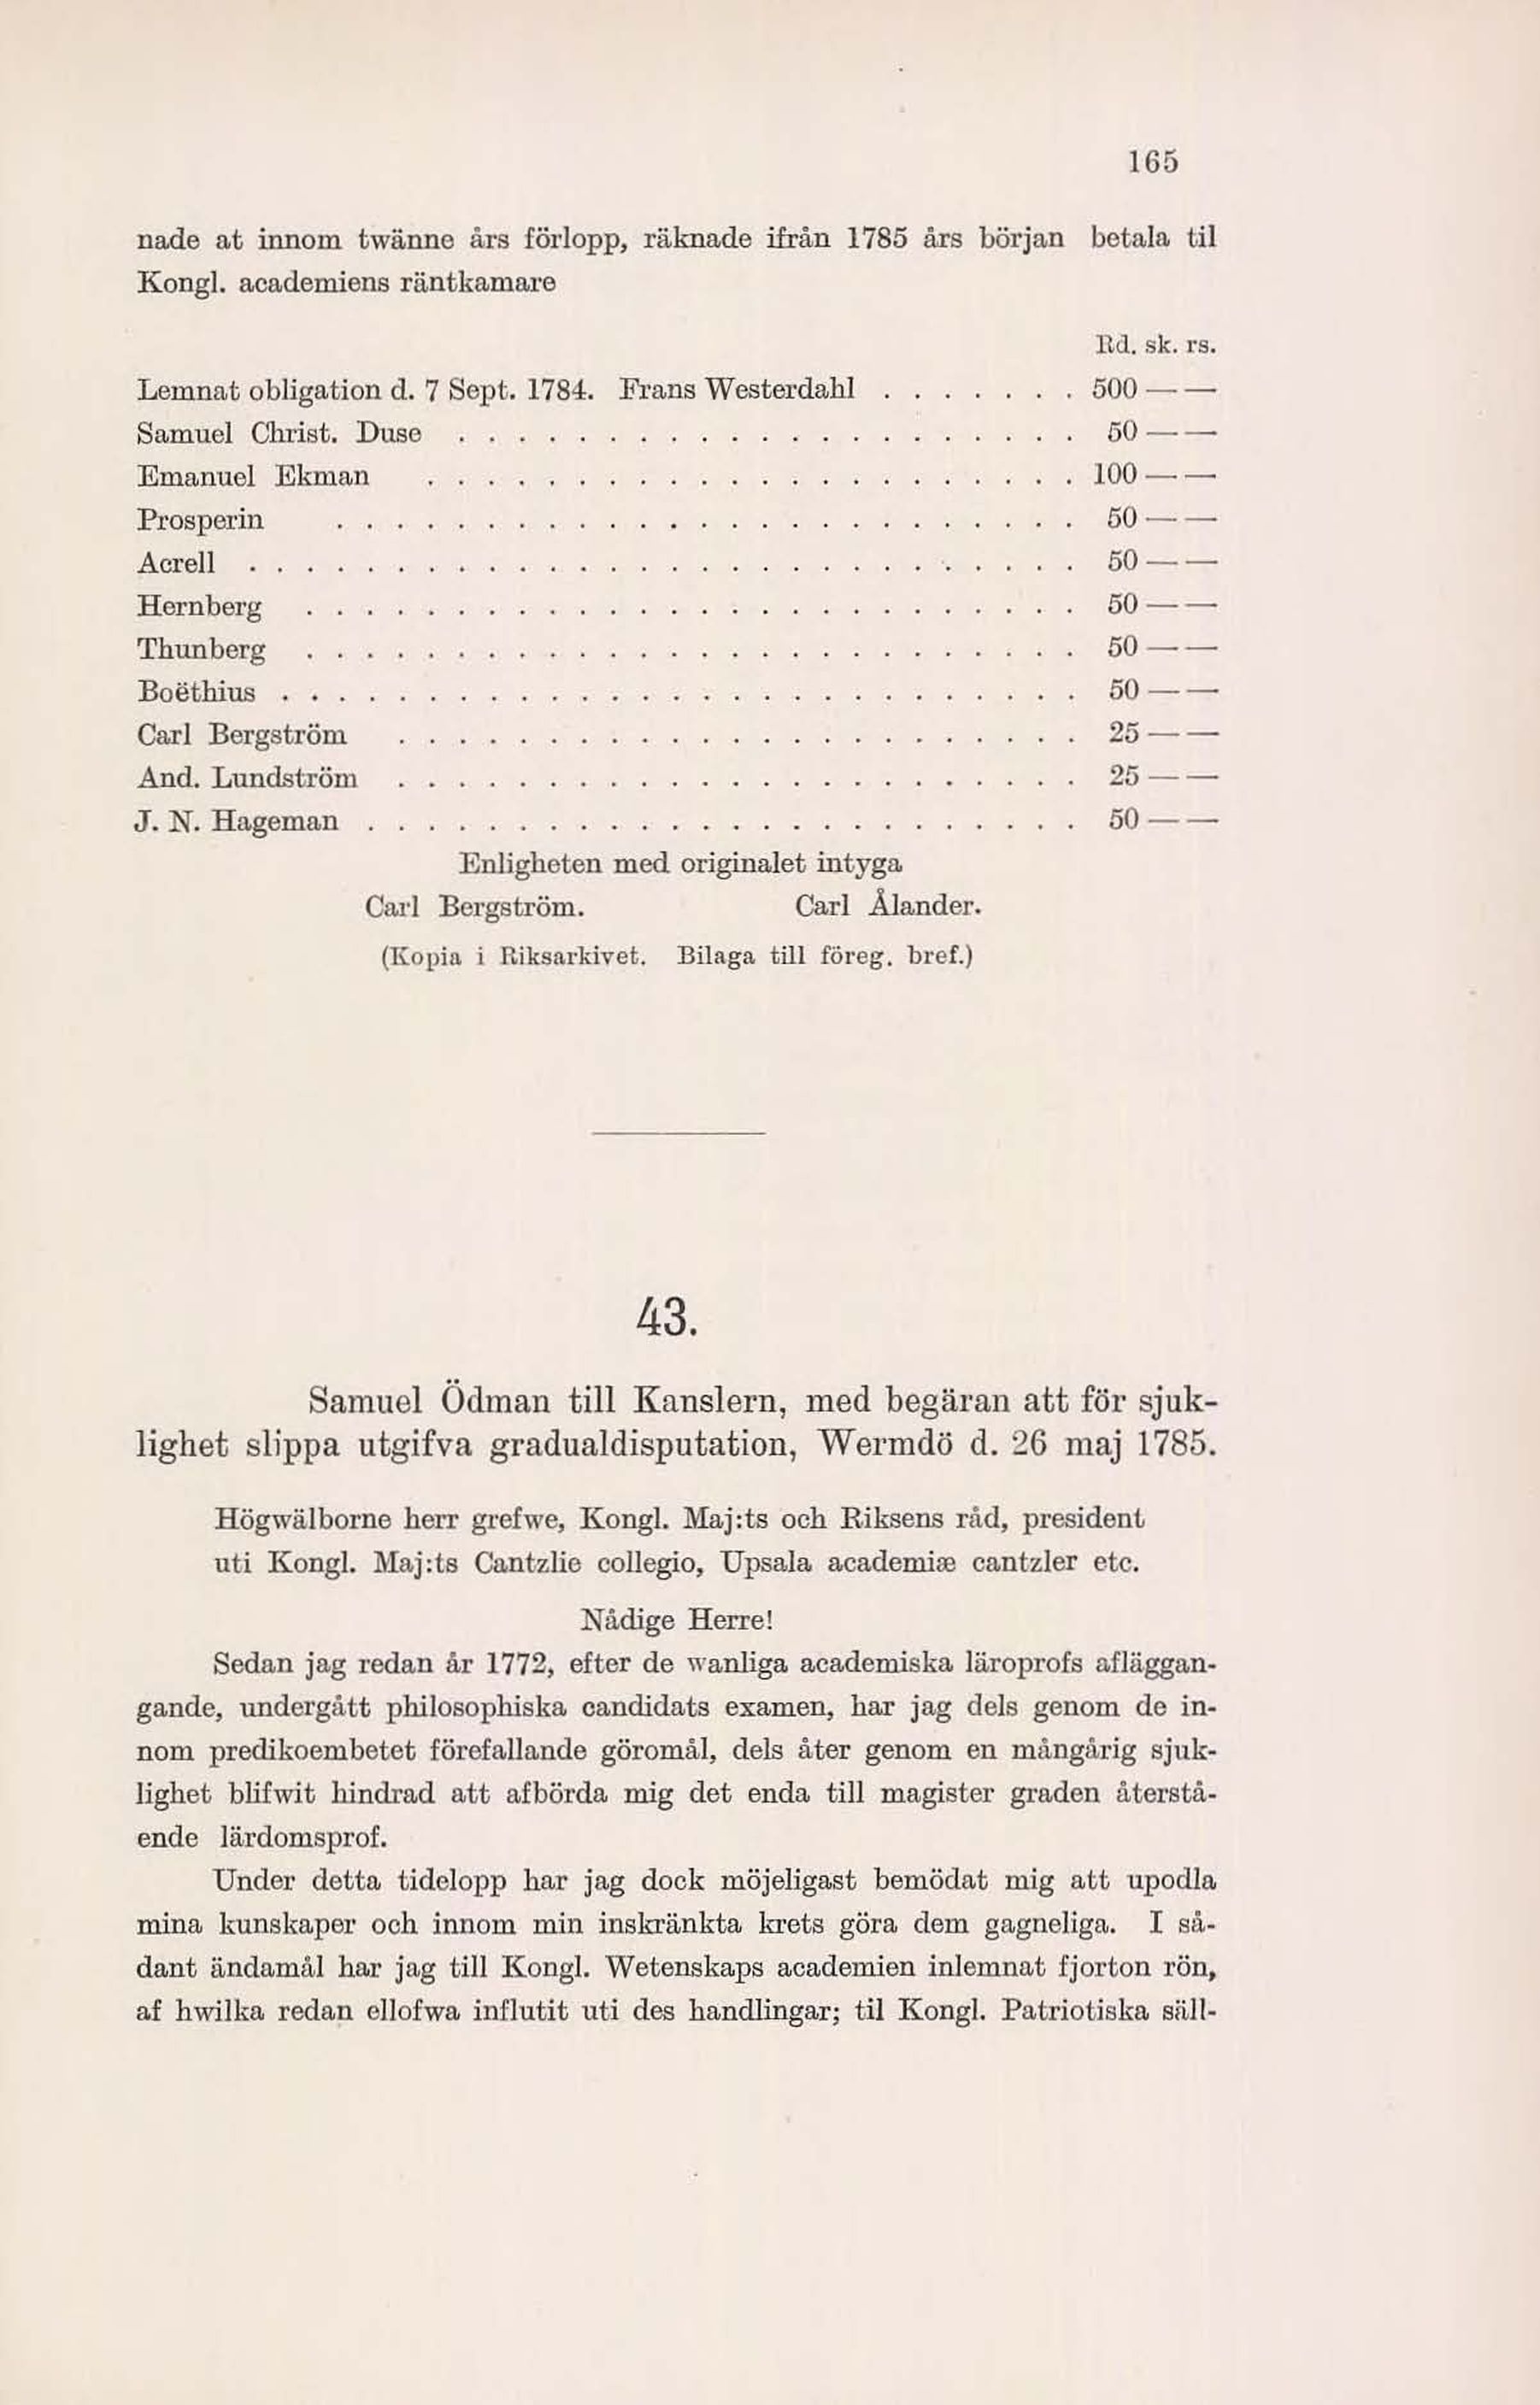 165
nade at innom twänne års förlopp, räknade ifrån 1785 års början betala til
Kongl. academiens räntkamare
Rd. sk. rs.
Lemnat obligation d. 7 Sept. 1784. Frans Westerdahl . . . . . . . 500 — —
Samuel Christ. Duse . . . . . . . . . . . . . . . . . . . . . 50 — —
Emanuel Ekman . . . . . . . . . . . . . . . . . . . . . . 100 — —
Prosperin . . . . . . . . . . . . . . . . . . . . . . . . . 50 — —
Acrell . . . . . . . . . . . . . . . . . . . . . . . . . . . . 50 — —
Hernberg . . . . . . . . . . . . . . . . . . . . . . . . . . 50 — —
Thunberg . . . . . . . . . . . . . . . . . . . . . . . . . . 50 — —
Boëthius . . . . . . . . . . . . . . . . . . . . . . . . . . . 50 — —
Carl Bergström . . . . . . . . . . . . . . . . . . . . . . . 25 — —
And. Lundström . . . . . . . . . . . . . . . . . . . . . . . 25 — —
J. N. Hageman . . . . . . . . . . . . . . . . . . . . . . . . 50 — —
Enligheten med originalet intyga
Carl Bergström. Carl Ålander.
(Kopia i Riksarkivet. Bilaga till föreg. bref.)
43.
Samuel Ödman till Kanslern, med begäran att för sjuk-
lighet slippa utgifva gradualdisputation, Wermdö d. 26 maj 1785.
Högwälborne herr grefwe, Kongl. Maj:ts och Riksens råd, president
uti Kongl. Maj:ts Cantzlie collegio, Upsala academiæ cantzler etc.
Nådige Herre!
Sedan jag redan år 1772, efter de wanliga academiska läroprofs afläggan-
gande, undergått philosophiska candidats examen, har jag dels genom de in-
nom predikoembetet förefallande göromål, dels åter genom en mångårig sjuk-
lighet blifwit hindrad att afbörda mig det enda till magister graden återstå-
ende lärdomsprof.
Under detta tidelopp har jag dock möjeligast bemödat mig att upodla
mina kunskaper och innom min inskränkta krets göra dem gagneliga. I så-
dant ändamål har jag till Kongl. Wetenskaps academien inlemnat fjorton rön,
af hwilka redan ellofwa influtit uti des handlingar; til Kongl. Patriotiska säll-